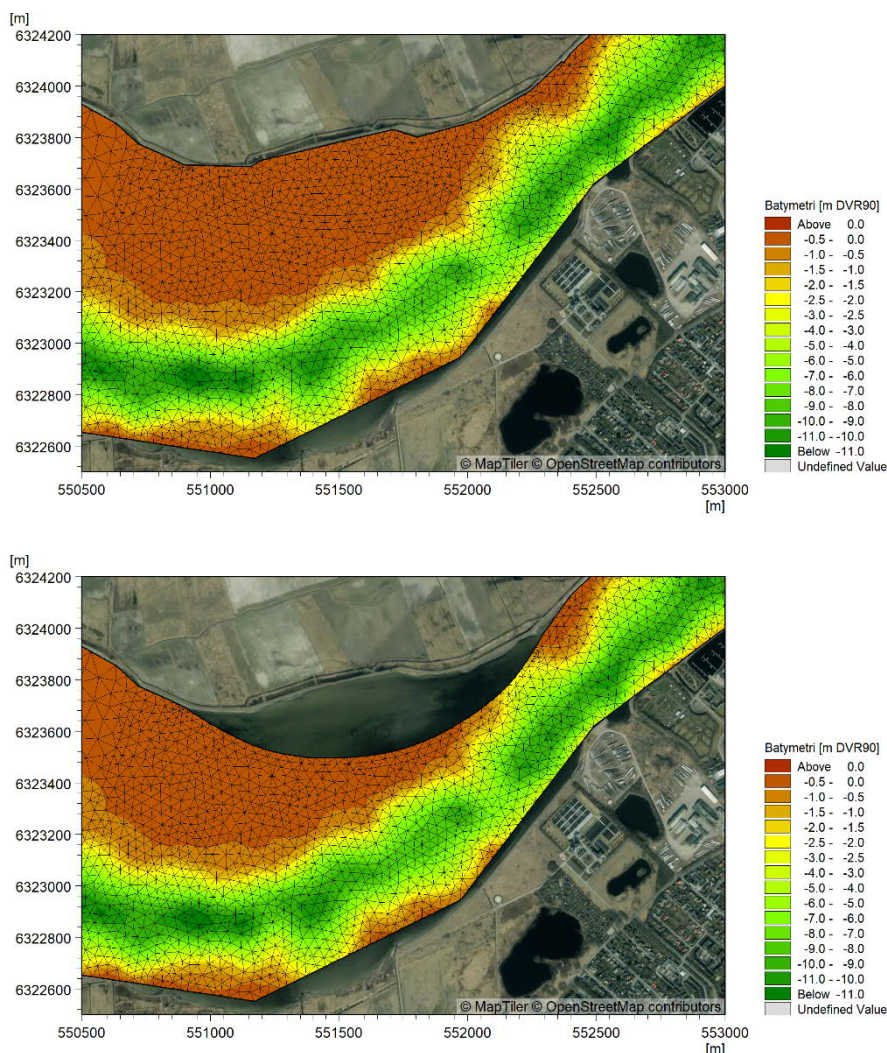 [m]
6324200
6324000
6323800
6323600
6323400
6323200
6323000
6322800
6322600
© MapTiler © OpenStreetMap contributors
550500 551000 551500 552000 552500 553000
[m]
Batymetri [m DVR90]
Above 0.0
-0.5 - 0.0
-1.0 - -0.5
-1.5 - -1.0
-2.0 - -1.5
-2.5 - -2.0
-3.0 - -2.5
-4.0 - -3.0
-5.0 - -4.0
-6.0 - -5.0
-7.0 - -6.0
-8.0 - -7.0
-9.0 - -8.0
-10.0 - -9.0
-11.0 - -10.0
Below -11.0
Undefined Value
[m]
6324200
6324000
6323800
6323600
6323400
6323200
6323000
6322800
6322600
© MapTiler © OpenStreetMap contributors
550500 551000 551500 552000 552500 553000
[m]
Batymetri [m DVR90]
Above 0.0
-0.5 - 0.0
-1.0 - -0.5
-1.5 - -1.0
-2.0 - -1.5
-2.5 - -2.0
-3.0 - -2.5
-4.0 - -3.0
-5.0 - -4.0
-6.0 - -5.0
-7.0 - -6.0
-8.0 - -7.0
-9.0 - -8.0
-10.0 - -9.0
-11.0 - -10.0
Below -11.0
Undefined Value